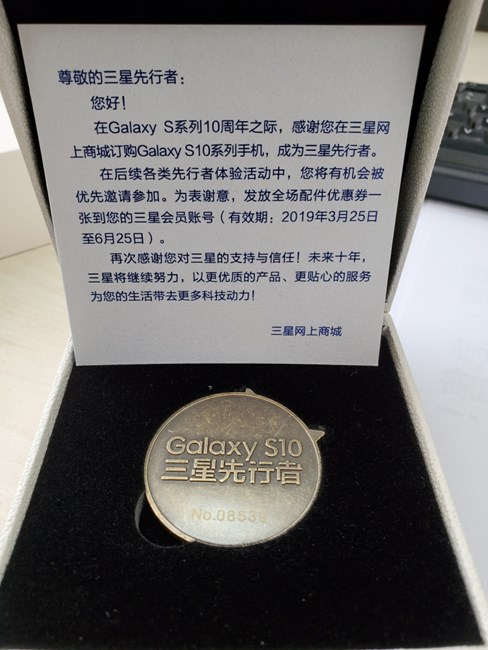 尊敬的三星先行者：
您好！
在Galaxy S系列10周年之际，感谢您在三星网
上商城订购Galaxy S10系列手机，成为三星先行者。
在后续各类先行者体验活动中，您将有机会被
优先邀请参加。为表谢意，发放全场配件优惠券一
张到您的三星会员账号（有效期：2019年3月25日
至6月25日）。
再次感谢您对三星的支持与信任！未来十年，
三星将继续努力，以更优质的产品、更贴心的服务
为您的生活带去更多科技动力！
三星网上商城
Galaxy S10
三星先行者